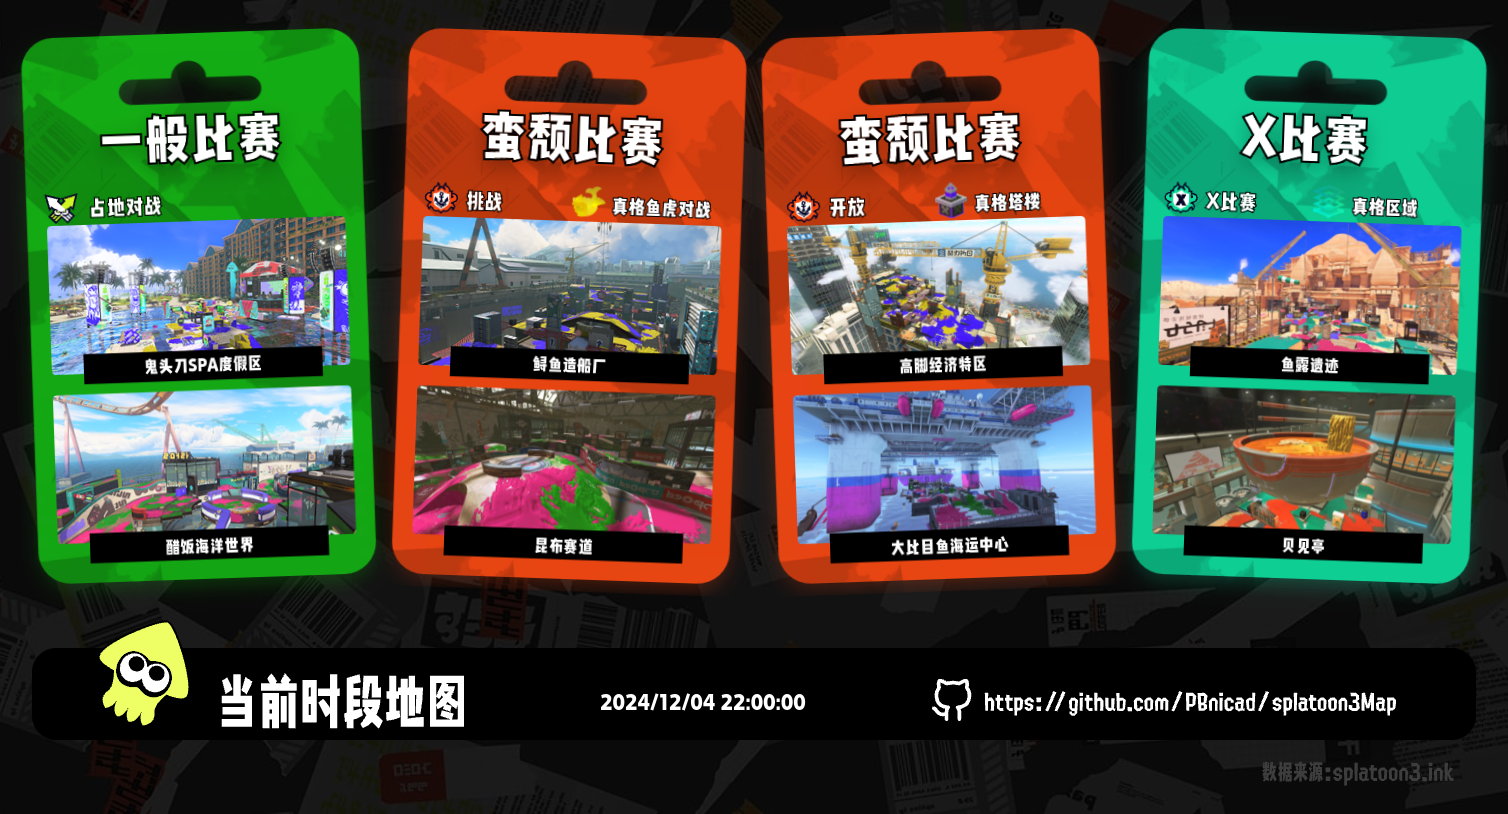 一般比赛
占地对战
鬼头刀SPA度假区
醋饭海洋世界
蛮颓比赛
挑战
真格鱼虎对战
鲟鱼造船厂
昆布赛道
蛮颓比赛
开放
真格塔楼
高脚经济特区
大比目鱼海运中心
X比赛
X比赛
真格区域
鱼露遗迹
贝见亭
当前时段地图
2024/12/04 22:00:00
https://github.com/PBnicad/splatoon3Map
数据来源:splatoon3.ink